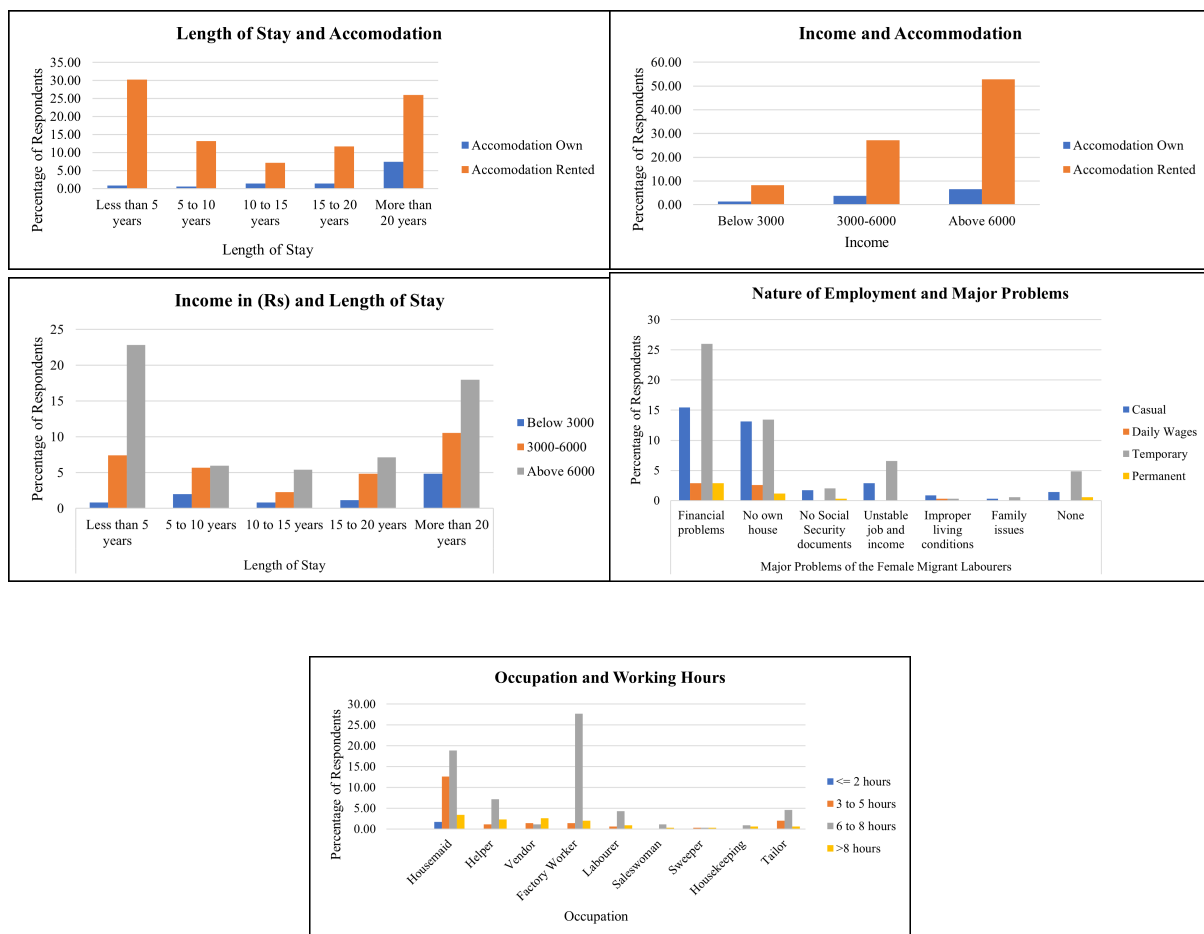 Length of Stay and Accomodation
Percentage of Respondents
35.00
30.00
25.00
20.00
15.00
10.00
5.00
0.00
Less than 5 years
5 to 10 years
10 to 15 years
15 to 20 years
More than 20 years
Length of Stay
Accomodation Own
Accomodation Rented
Income and Accommodation
Percentage of Respondents
60.00
50.00
40.00
30.00
20.00
10.00
0.00
Below 3000
3000-6000
Above 6000
Income
Accomodation Own
Accomodation Rented
Income in (Rs) and Length of Stay
Percentage of Respondents
25
20
15
10
5
0
Less than 5 years
5 to 10 years
10 to 15 years
15 to 20 years
More than 20 years
Length of Stay
Below 3000
3000-6000
Above 6000
Nature of Employment and Major Problems
Percentage of Respondents
30
25
20
15
10
5
0
Financial problems
No own house
No Social Security documents
Unstable job and income
Improper living conditions
Family issues
None
Major Problems of the Female Migrant Labourers
Casual
Daily Wages
Temporary
Permanent
Occupation and Working Hours
Percentage of Respondents
30.00
25.00
20.00
15.00
10.00
5.00
0.00
Housemaid
Helper
Vendor
Factory Worker
Labourer
Saleswoman
Sweeper
Housekeeping
Tailor
Occupation
<= 2 hours
3 to 5 hours
6 to 8 hours
>8 hours